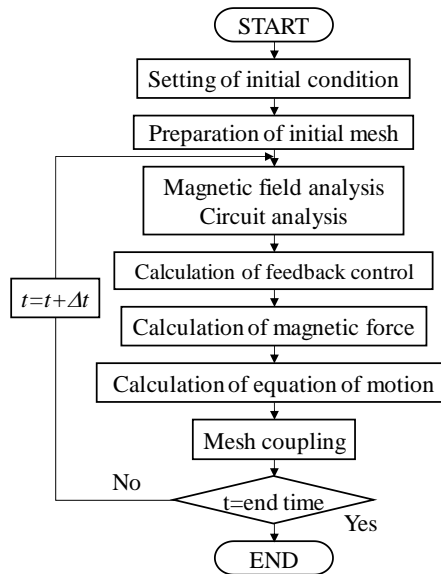 START
Setting of initial condition
Preparation of initial mesh
Magnetic field analysis
Circuit analysis
Calculation of feedback control
t=t+Δt
Calculation of magnetic force
Calculation of equation of motion
Mesh coupling
No
t=end time
Yes
END